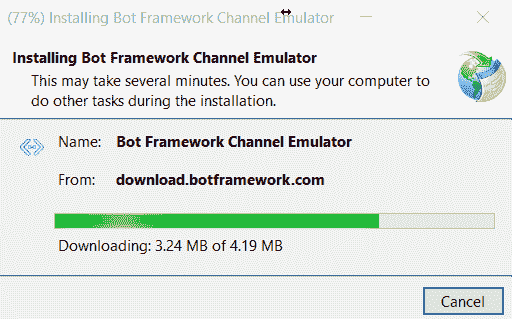 (77%) Installing Bot Framework Channel Emulator
Installing Bot Framework Channel Emulator
This may take several minutes. You can use your computer to
do other tasks during the installation.
Name: Bot Framework Channel Emulator
From: download.botframework.com
Downloading: 3.24 MB of 4.19 MB
Cancel